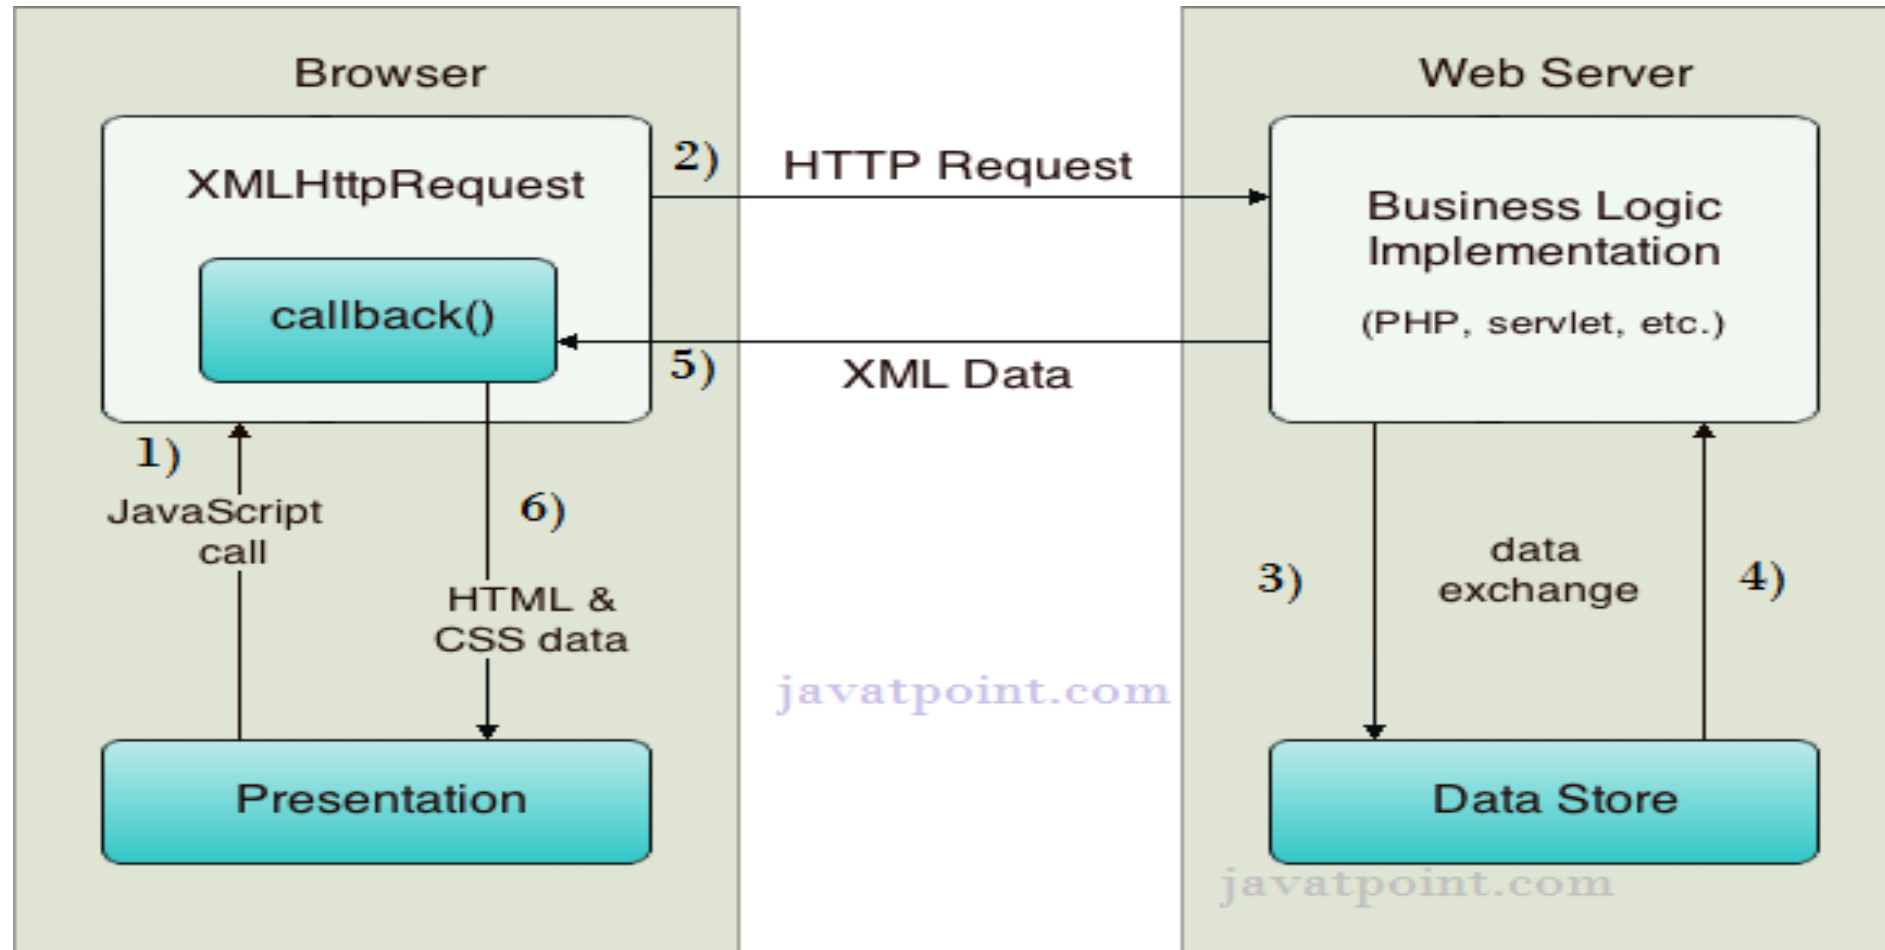 Browser
Web Server
XMLHttpRequest
2)
HTTP Request
Business Logic
Implementation
(PHP, servlet, etc.)
callback()
5)
XML Data
1)
JavaScript
call
6)
HTML &
CSS data
3)
data
exchange
4)
javatpoint.com
Presentation
Data Store
javatpoint.com